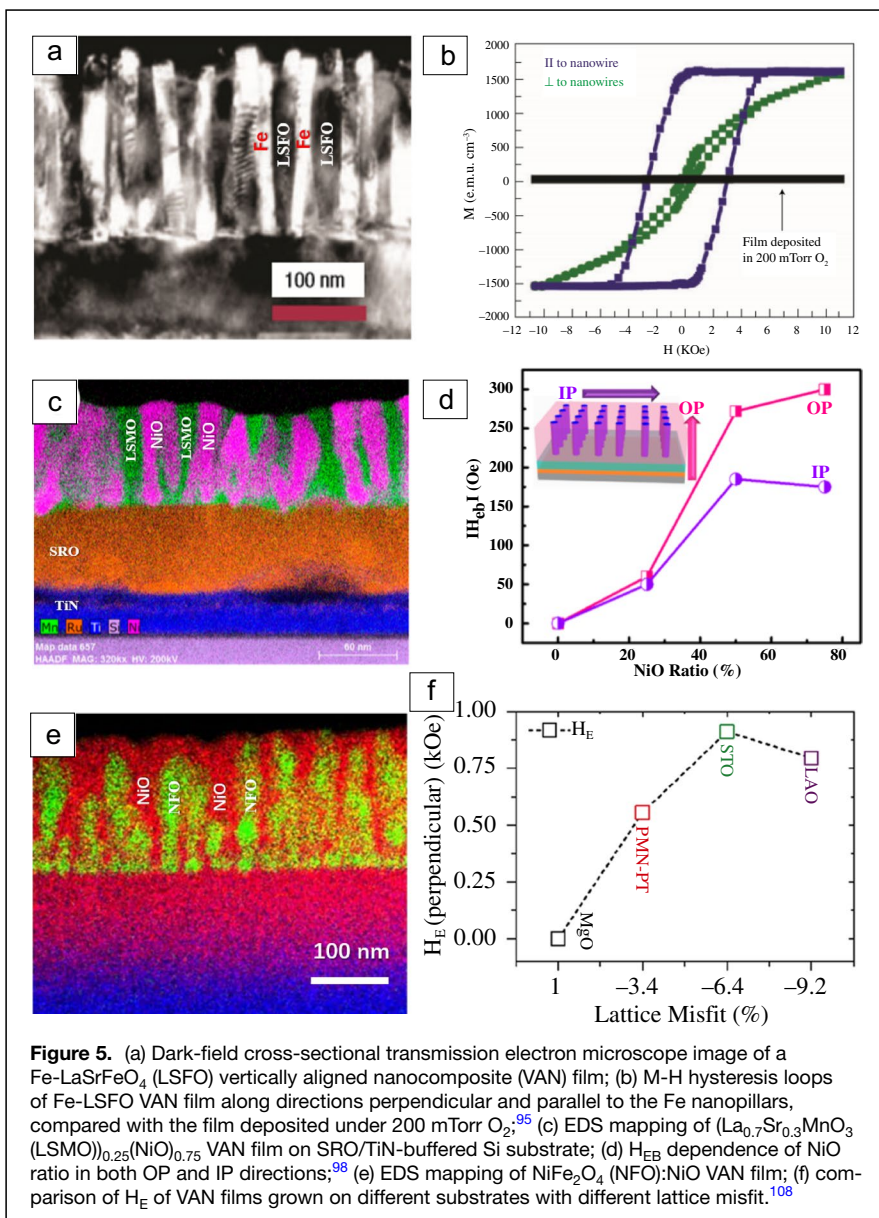 a
Fe
LSFO
Fe
LSFO
100 nm
b
II to nanowire
⊥ to nanowires
2000
1500
1000
500
0
−500
−1000
−1500
−2000
M (e.m.u. cm⁻³)
Film deposited
in 200 mTorr O₂
−12 −10 −8 −6 −4 −2 0 2 4 6 8 10 12
H (KOe)
c
LSMO
NiO
LSMO
NiO
SRO
TiN
Mn Ru Ti Si Ni
Map data 657
HAADF MAG: 320kx HV: 200kV
60 nm
d
300
250
200
150
100
50
0
IH_eb I (Oe)
IP
OP
OP
IP
0 20 40 60 80
NiO Ratio (%)
e
NiO
NFO
NiO
NFO
100 nm
f
1.00
0.75
0.50
0.25
0.00
H_E (perpendicular) (kOe)
H_E
MgO
PMN-PT
STO
LAO
1 −3.4 −6.4 −9.2
Lattice Misfit (%)
Figure 5. (a) Dark-field cross-sectional transmission electron microscope image of a
Fe-LaSrFeO₄ (LSFO) vertically aligned nanocomposite (VAN) film; (b) M-H hysteresis loops
of Fe-LSFO VAN film along directions perpendicular and parallel to the Fe nanopillars,
compared with the film deposited under 200 mTorr O₂;⁹⁵ (c) EDS mapping of (La₀.₇Sr₀.₃MnO₃
(LSMO))₀.₂₅(NiO)₀.₇₅ VAN film on SRO/TiN-buffered Si substrate; (d) H_EB dependence of NiO
ratio in both OP and IP directions;⁹⁸ (e) EDS mapping of NiFe₂O₄ (NFO):NiO VAN film; (f) com-
parison of H_E of VAN films grown on different substrates with different lattice misfit.¹⁰⁸